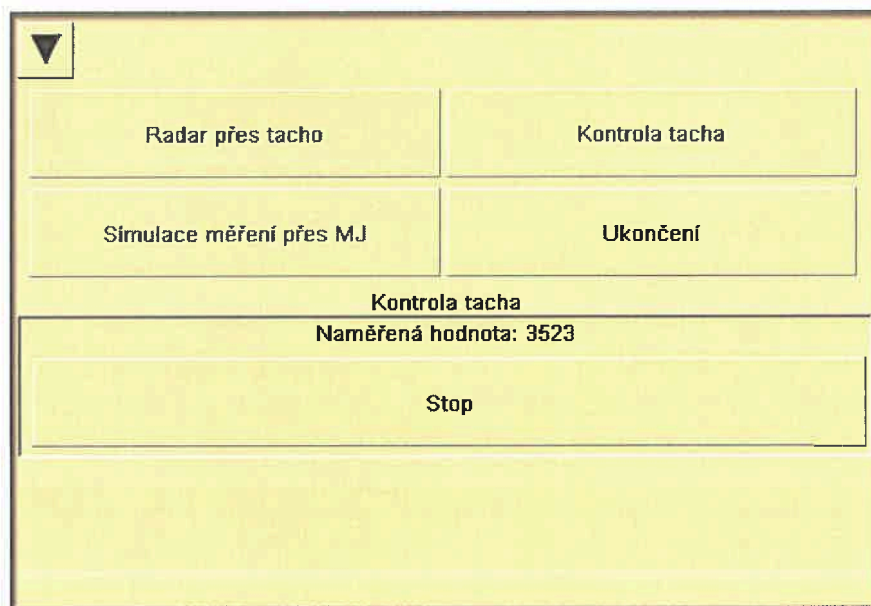 Radar přes tacho
Kontrola tacha
Simulace měření přes MJ
Ukončení
Kontrola tacha
Naměřená hodnota: 3523
Stop